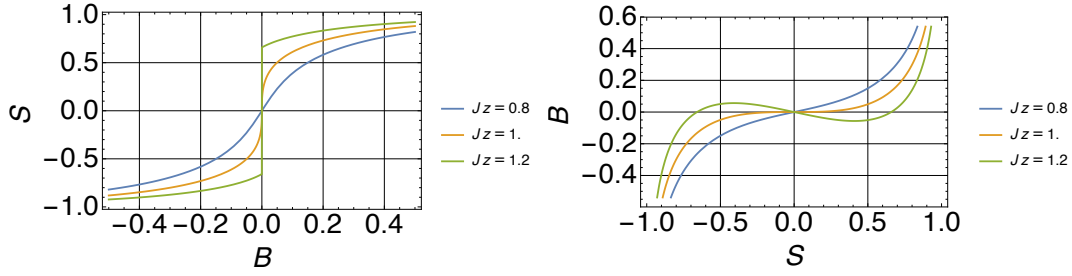 1.0
0.5
0.0
−0.5
−1.0
S
−0.4 −0.2 0.0 0.2 0.4
B
Jz = 0.8
Jz = 1.
Jz = 1.2
0.6
0.4
0.2
0.0
−0.2
−0.4
B
−1.0 −0.5 0.0 0.5 1.0
S
Jz = 0.8
Jz = 1.
Jz = 1.2